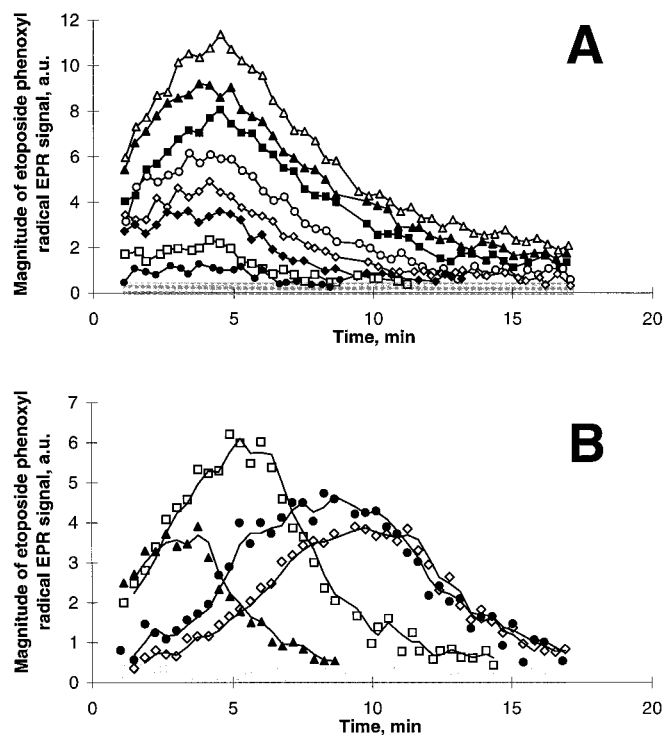 A
Magnitude of etoposide phenoxyl
radical EPR signal, a.u.
12
10
8
6
4
2
0
0 5 10 15 20
Time, min
B
Magnitude of etoposide phenoxyl
radical EPR signal, a.u.
7
6
5
4
3
2
1
0
0 5 10 15 20
Time, min